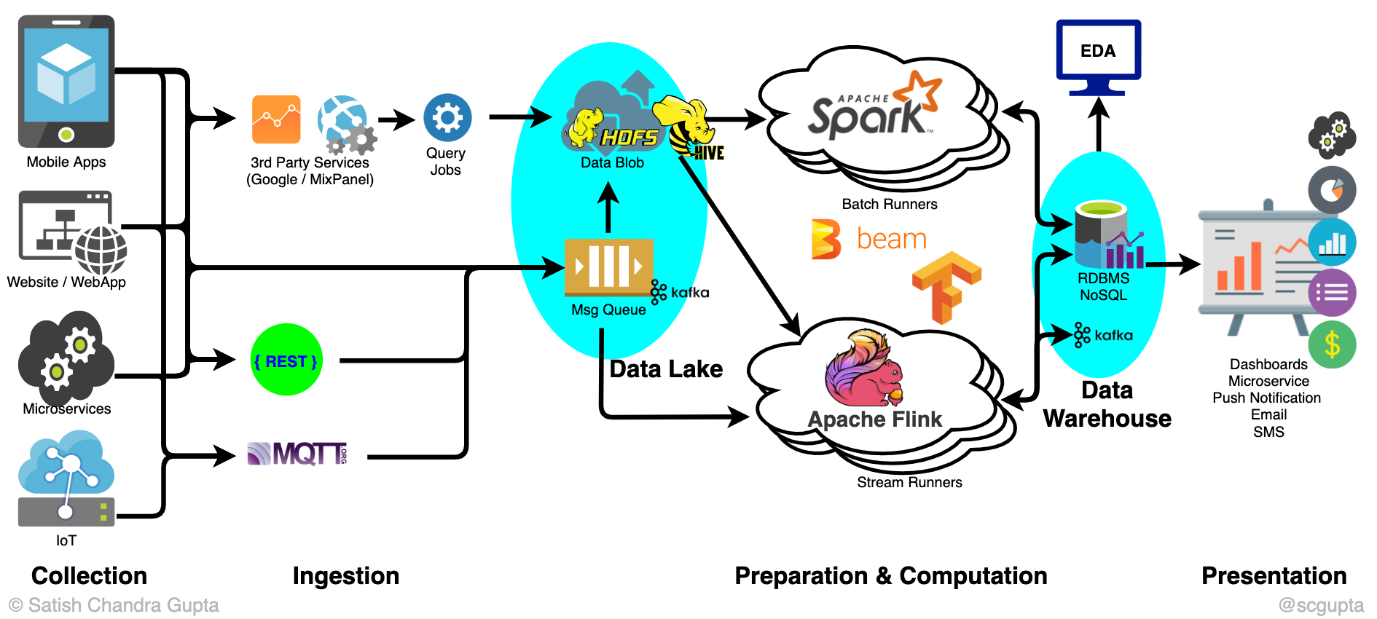 Mobile Apps
Website / WebApp
Microservices
IoT
Collection
© Satish Chandra Gupta
3rd Party Services
(Google / MixPanel)
Query
Jobs
{ REST }
MQTT
.ORG
Ingestion
HDFS
HIVE
Data Blob
Msg Queue
kafka
Data Lake
APACHE
Spark™
Batch Runners
beam
Apache Flink
Stream Runners
Preparation & Computation
EDA
RDBMS
NoSQL
kafka
Data
Warehouse
$
Dashboards
Microservice
Push Notification
Email
SMS
Presentation
@scgupta